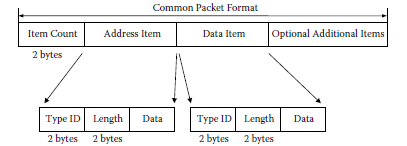 Common Packet Format
Item Count Address Item Data Item Optional Additional Items
2 bytes
Type ID Length Data Type ID Length Data
2 bytes 2 bytes 2 bytes 2 bytes